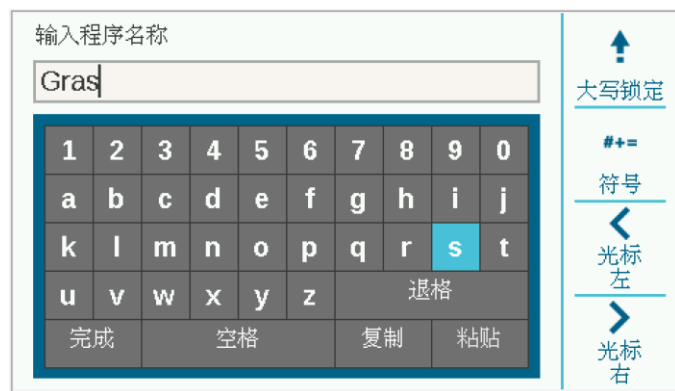 输入程序名称
Gras
1 2 3 4 5 6 7 8 9 0
a b c d e f g h i j
k l m n o p q r s t
u v w x y z 退格
完成 空格 复制 粘贴
大写锁定
#+=
符号
光标
左
光标
右